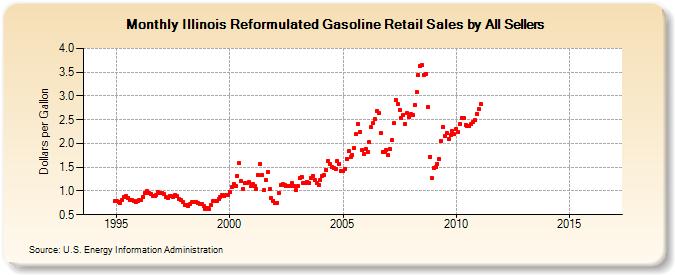 Monthly Illinois Reformulated Gasoline Retail Sales by All Sellers
Dollars per Gallon
4.0
3.5
3.0
2.5
2.0
1.5
1.0
0.5
1995 2000 2005 2010 2015
Source: U.S. Energy Information Administration